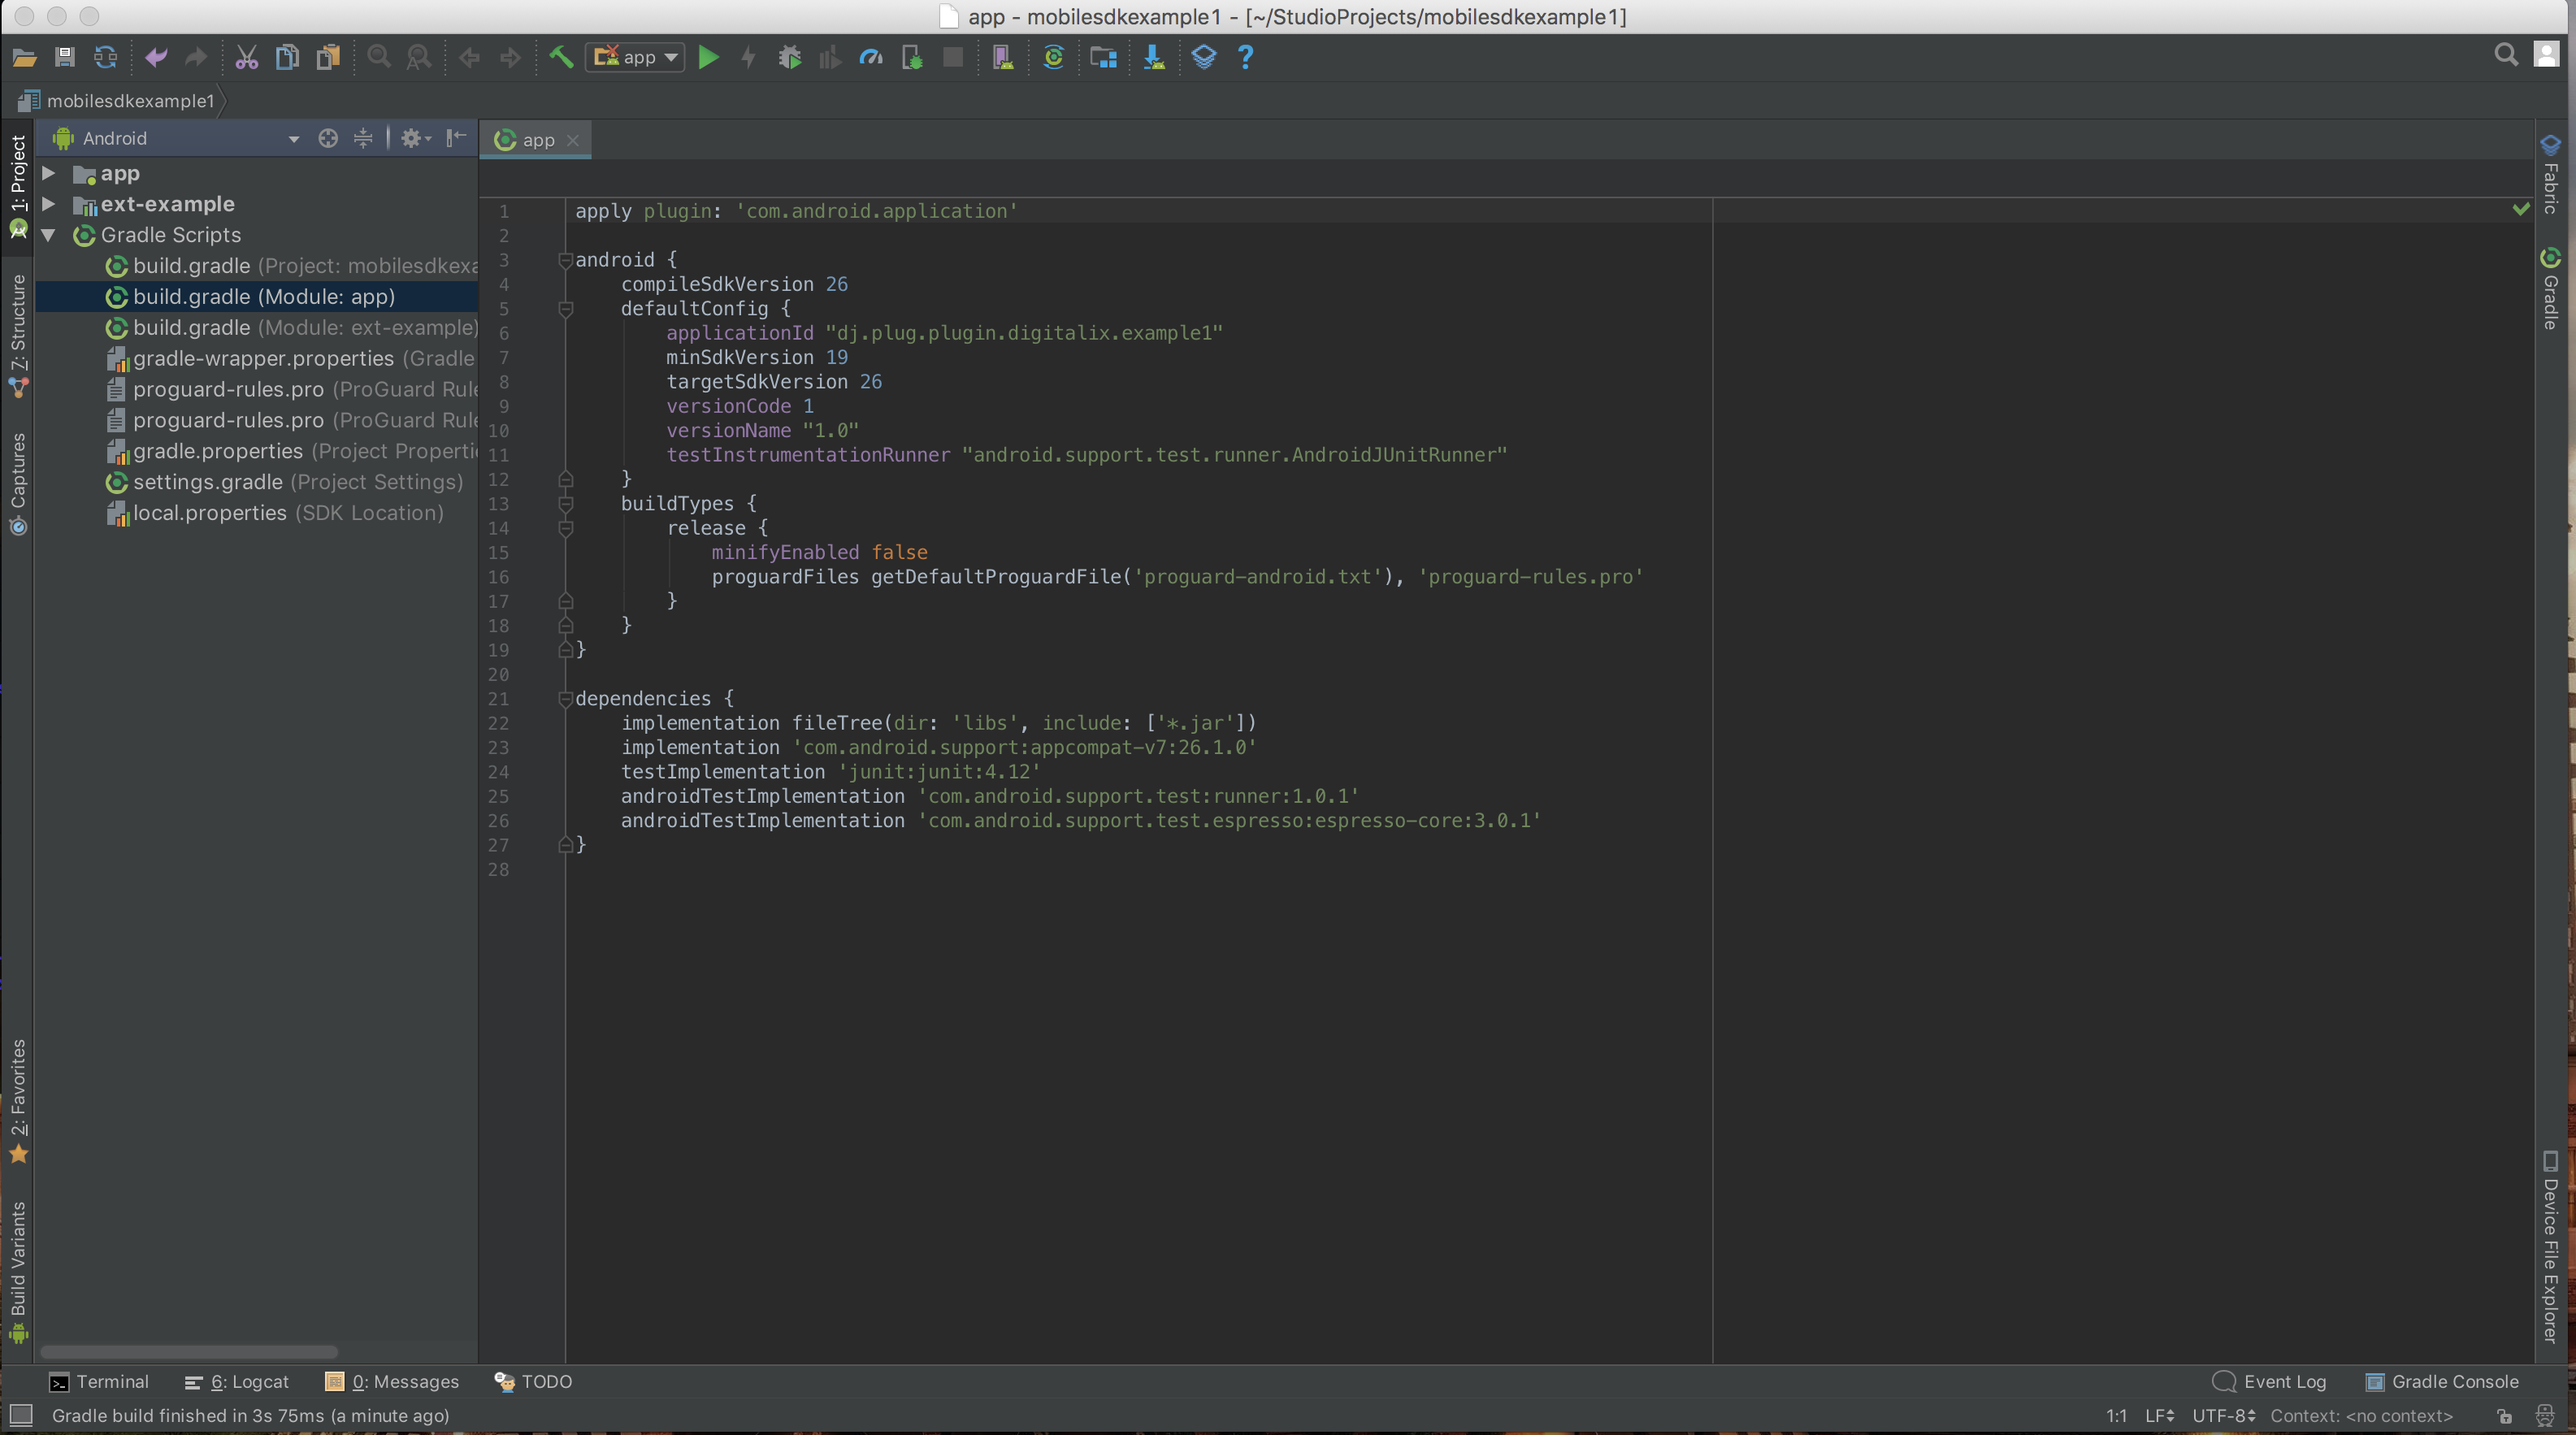 app - mobilesdkexample1 - [~/StudioProjects/mobilesdkexample1]
app
mobilesdkexample1
1: Project
Z: Structure
Captures
2: Favorites
Build Variants
Android
app
ext-example
Gradle Scripts
build.gradle (Project: mobilesdkexa
build.gradle (Module: app)
build.gradle (Module: ext-example)
gradle-wrapper.properties (Gradle
proguard-rules.pro (ProGuard Rule
proguard-rules.pro (ProGuard Rule
gradle.properties (Project Properti
settings.gradle (Project Settings)
local.properties (SDK Location)
app
1 apply plugin: 'com.android.application'
2
3 android {
4 compileSdkVersion 26
5 defaultConfig {
6 applicationId "dj.plug.plugin.digitalix.example1"
7 minSdkVersion 19
8 targetSdkVersion 26
9 versionCode 1
10 versionName "1.0"
11 testInstrumentationRunner "android.support.test.runner.AndroidJUnitRunner"
12 }
13 buildTypes {
14 release {
15 minifyEnabled false
16 proguardFiles getDefaultProguardFile('proguard-android.txt'), 'proguard-rules.pro'
17 }
18 }
19 }
20
21 dependencies {
22 implementation fileTree(dir: 'libs', include: ['*.jar'])
23 implementation 'com.android.support:appcompat-v7:26.1.0'
24 testImplementation 'junit:junit:4.12'
25 androidTestImplementation 'com.android.support.test:runner:1.0.1'
26 androidTestImplementation 'com.android.support.test.espresso:espresso-core:3.0.1'
27 }
28
Fabric
Gradle
Device File Explorer
Terminal 6: Logcat 0: Messages TODO Event Log Gradle Console
Gradle build finished in 3s 75ms (a minute ago) 1:1 LF UTF-8 Context: <no context>